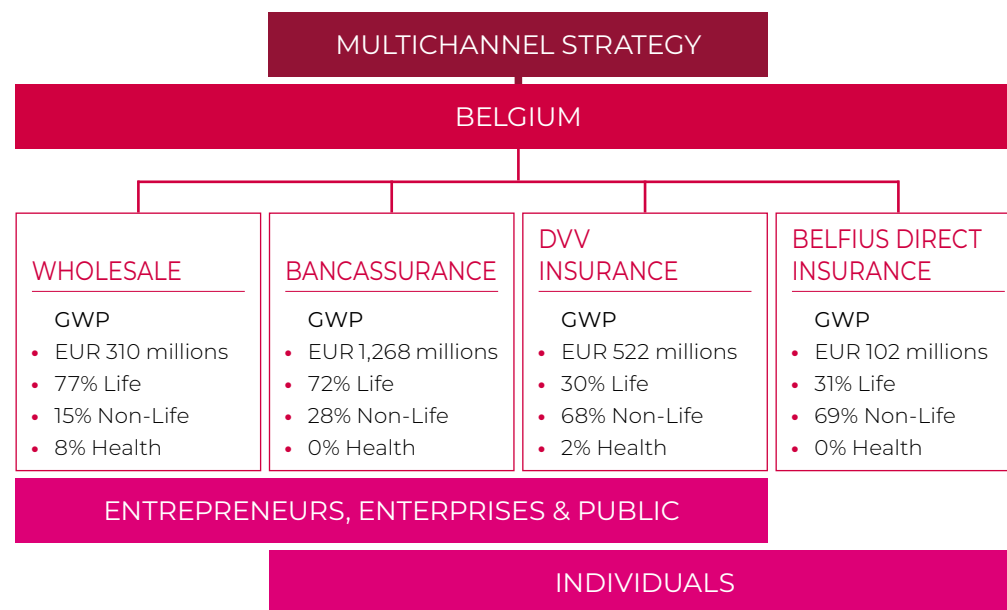 MULTICHANNEL STRATEGY
BELGIUM
WHOLESALE
GWP
• EUR 310 millions
• 77% Life
• 15% Non-Life
• 8% Health
BANCASSURANCE
GWP
• EUR 1,268 millions
• 72% Life
• 28% Non-Life
• 0% Health
DVV
INSURANCE
GWP
• EUR 522 millions
• 30% Life
• 68% Non-Life
• 2% Health
BELFIUS DIRECT
INSURANCE
GWP
• EUR 102 millions
• 31% Life
• 69% Non-Life
• 0% Health
ENTREPRENEURS, ENTERPRISES & PUBLIC
INDIVIDUALS